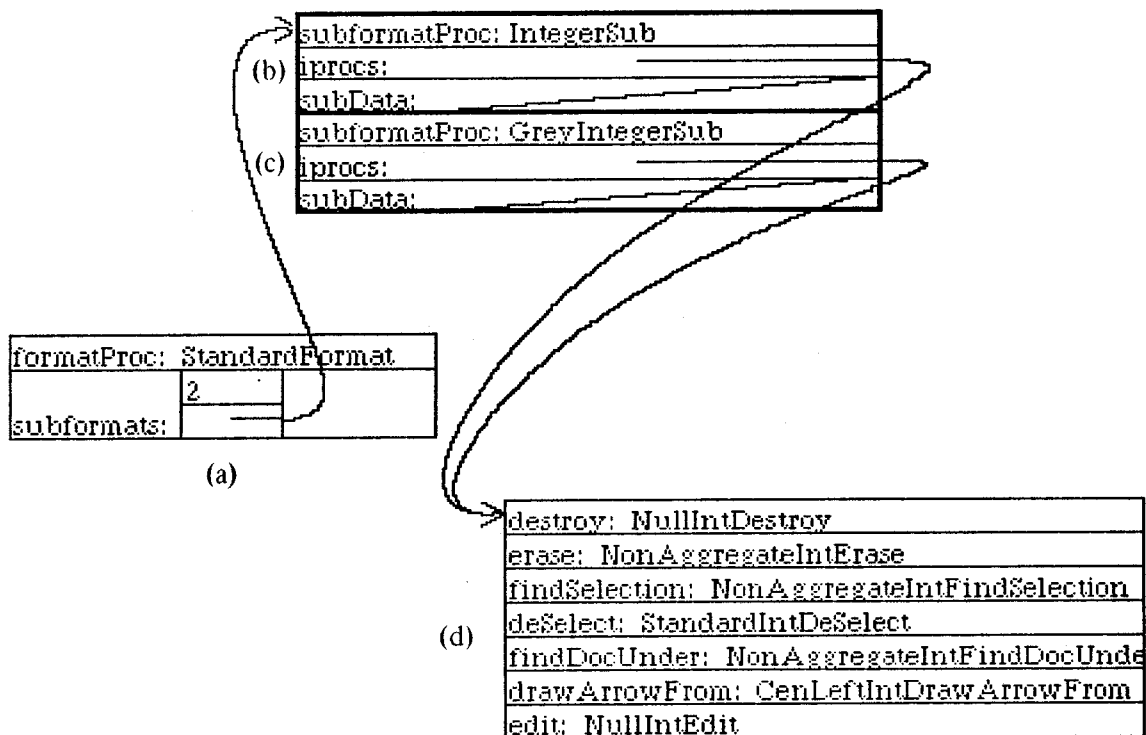 subformatProc: IntegerSub
(b) iprocs:
subData:
subformatProc: GreyIntegerSub
(c) iprocs:
subData:
formatProc: StandardFormat
2
subformats:
(a)
destroy: NullIntDestroy
erase: NonAggregateIntErase
findSelection: NonAggregateIntFindSelection
(d) deSelect: StandardIntDeSelect
findDocUnder: NonAggregateIntFindDocUnde
drawArrowFrom: CenLeftIntDrawArrowFrom
edit: NullIntEdit